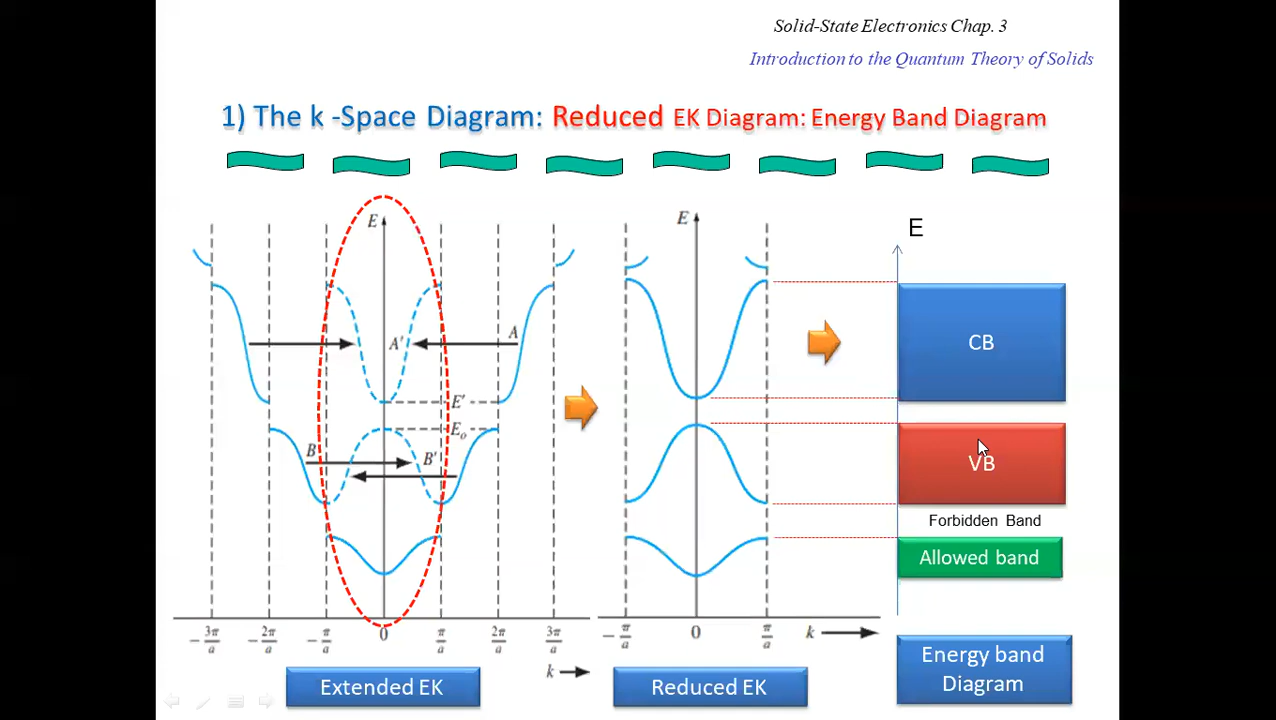 Solid-State Electronics Chap. 3
Introduction to the Quantum Theory of Solids
1) The k -Space Diagram: Reduced EK Diagram: Energy Band Diagram
E
A
A'
E'
E₀
B
B'
-3π/a -2π/a -π/a 0 π/a 2π/a 3π/a
k
Extended EK
E
-π/a 0 π/a k
Reduced EK
E
CB
VB
Forbidden Band
Allowed band
Energy band
Diagram